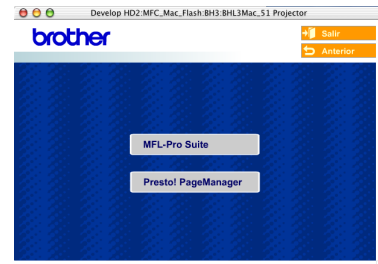 Develop HD2:MFC_Mac_Flash:BH3:BHL3Mac_51 Projector
brother
Salir
Anterior
MFL-Pro Suite
Presto! PageManager